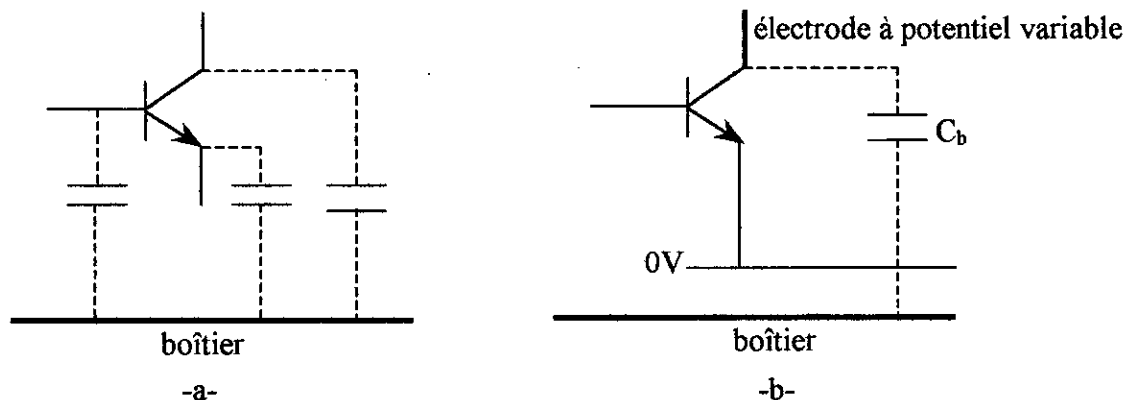 électrode à potentiel variable
C_b
0V
boîtier
boîtier
-a-
-b-